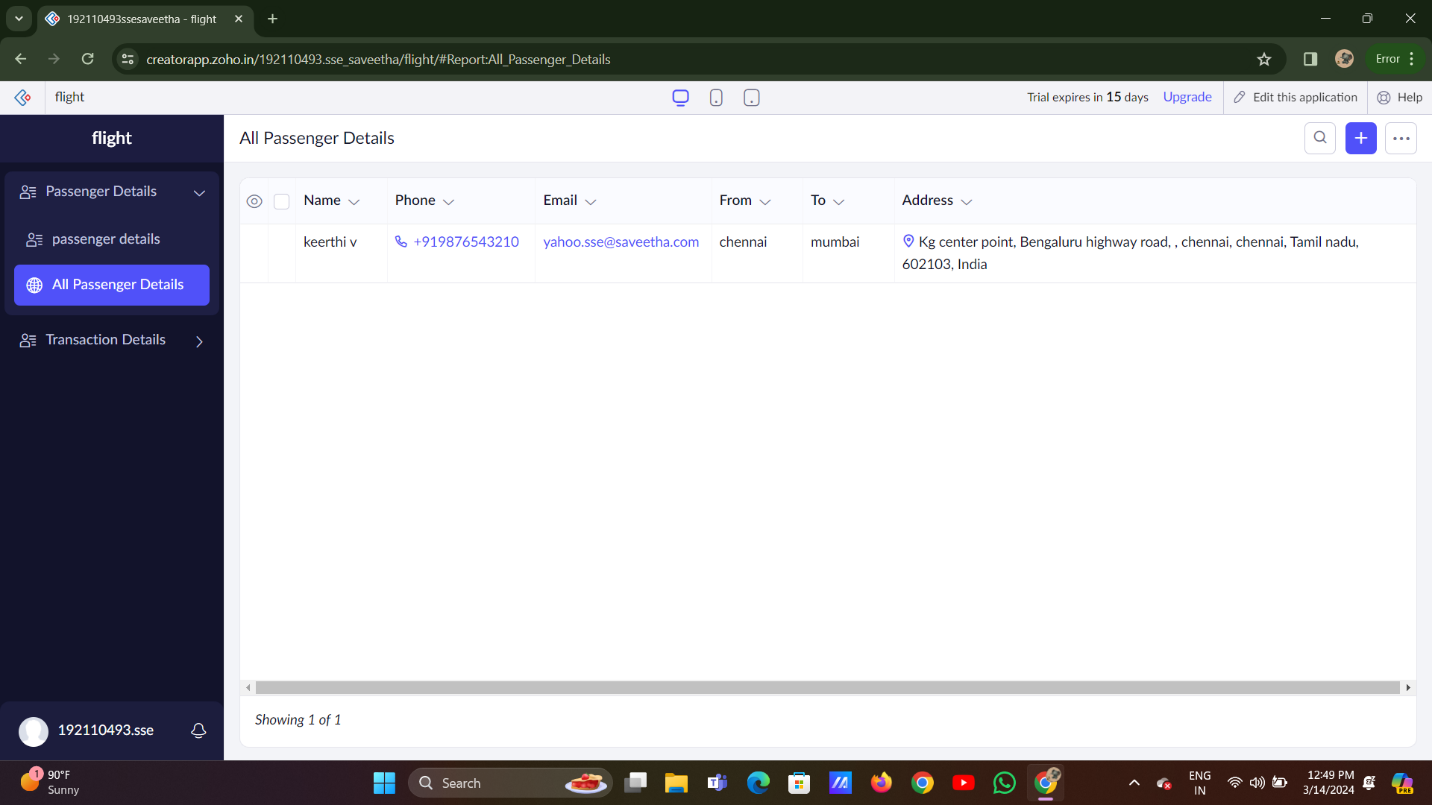 192110493ssesaveetha - flight
creatorapp.zoho.in/192110493.sse_saveetha/flight/#Report:All_Passenger_Details
Error
flight
Trial expires in 15 days Upgrade Edit this application Help
flight
All Passenger Details
Passenger Details
passenger details
All Passenger Details
Transaction Details
Name Phone Email From To Address
keerthi v +919876543210 yahoo.sse@saveetha.com chennai mumbai Kg center point, Bengaluru highway road, , chennai, chennai, Tamil nadu,
602103, India
Showing 1 of 1
192110493.sse
1
90°F
Sunny
Search
ENG
IN
12:49 PM
3/14/2024
PRE